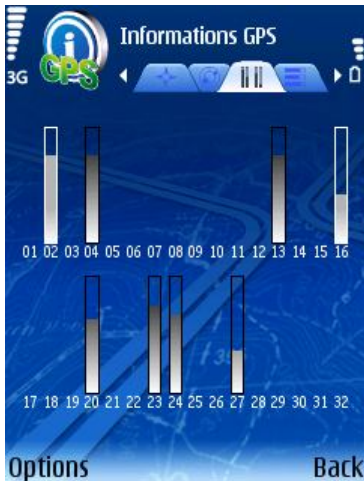 Informations GPS
GPS
3G
01 02 03 04 05 06 07 08 09 10 11 12 13 14 15 16
17 18 19 20 21 22 23 24 25 26 27 28 29 30 31 32
Options Back